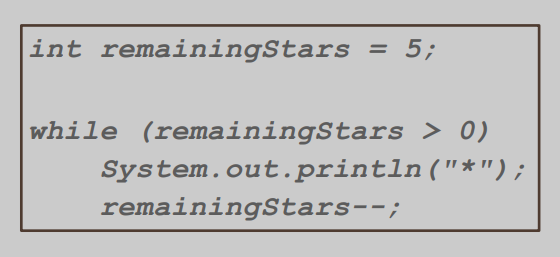 int remainingStars = 5;
while (remainingStars > 0)
System.out.println("*");
remainingStars--;